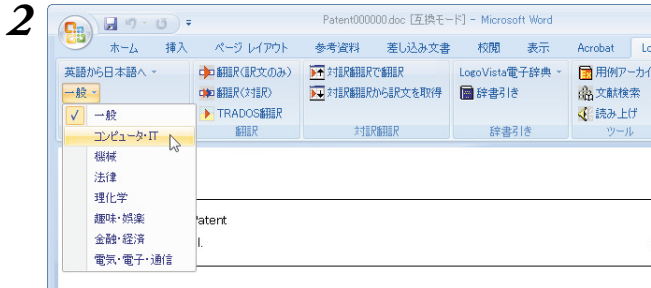 2
Patent000000.doc [互換モード] - Microsoft Word
ホーム 挿入 ページ レイアウト 参考資料 差し込み文書 校閲 表示 Acrobat Lo
英語から日本語へ 翻訳(訳文のみ) 対訳翻訳で翻訳 LogoVista電子辞典 用例アーカイ
一般 翻訳(対訳) 対訳翻訳から訳文を取得 辞書引き 文献検索
TRADOS翻訳 読み上げ
翻訳 対訳翻訳 辞書引き ツール
一般
コンピュータ・IT
機械
法律
理化学
趣味・娯楽
金融・経済
電気・電子・通信
Patent
l.